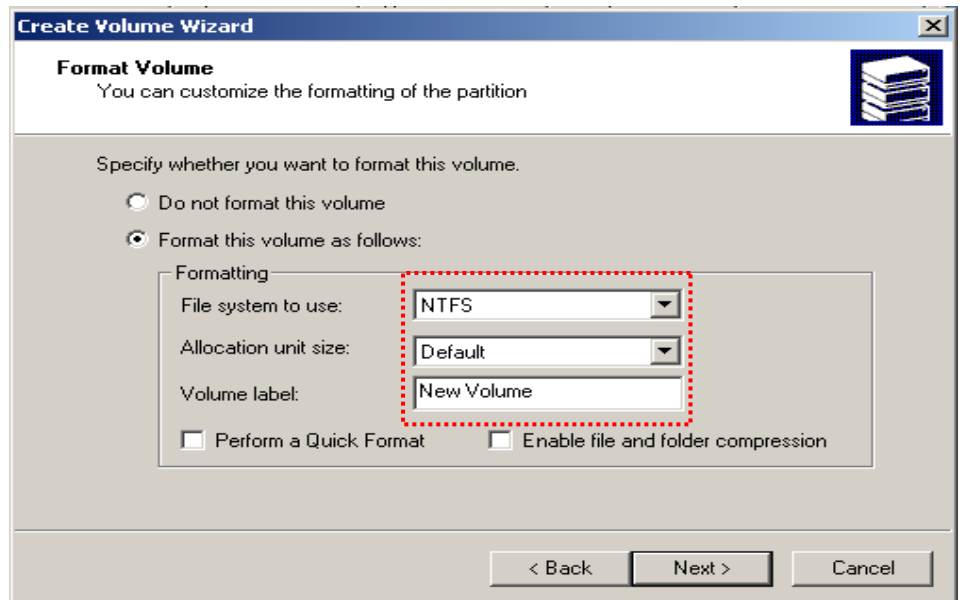 Create Volume Wizard
Format Volume
You can customize the formatting of the partition
Specify whether you want to format this volume.
Do not format this volume
Format this volume as follows:
Formatting
File system to use: NTFS
Allocation unit size: Default
Volume label: New Volume
Perform a Quick Format Enable file and folder compression
< Back Next > Cancel